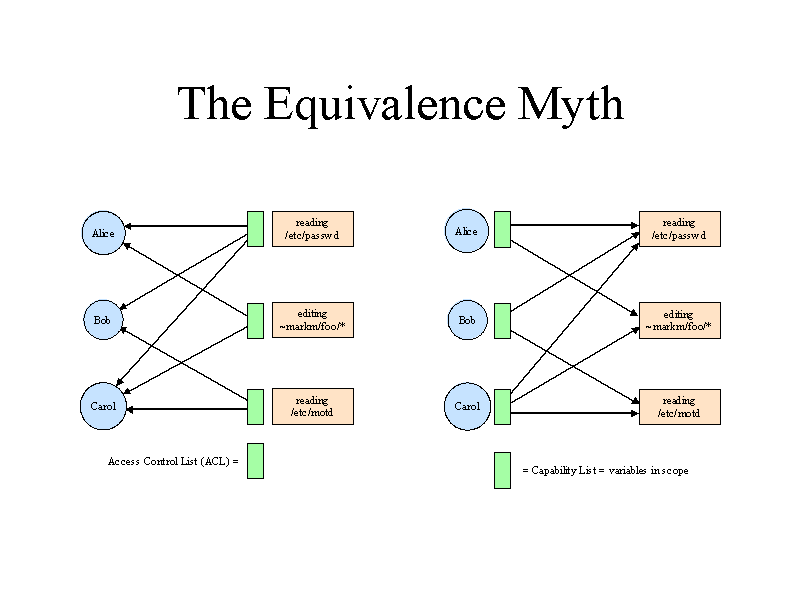 The Equivalence Myth
Alice
reading
/etc/passwd
Bob
editing
~markm/foo/*
Carol
reading
/etc/motd
Access Control List (ACL) =
Alice
reading
/etc/passwd
Bob
editing
~markm/foo/*
Carol
reading
/etc/motd
= Capability List = variables in scope